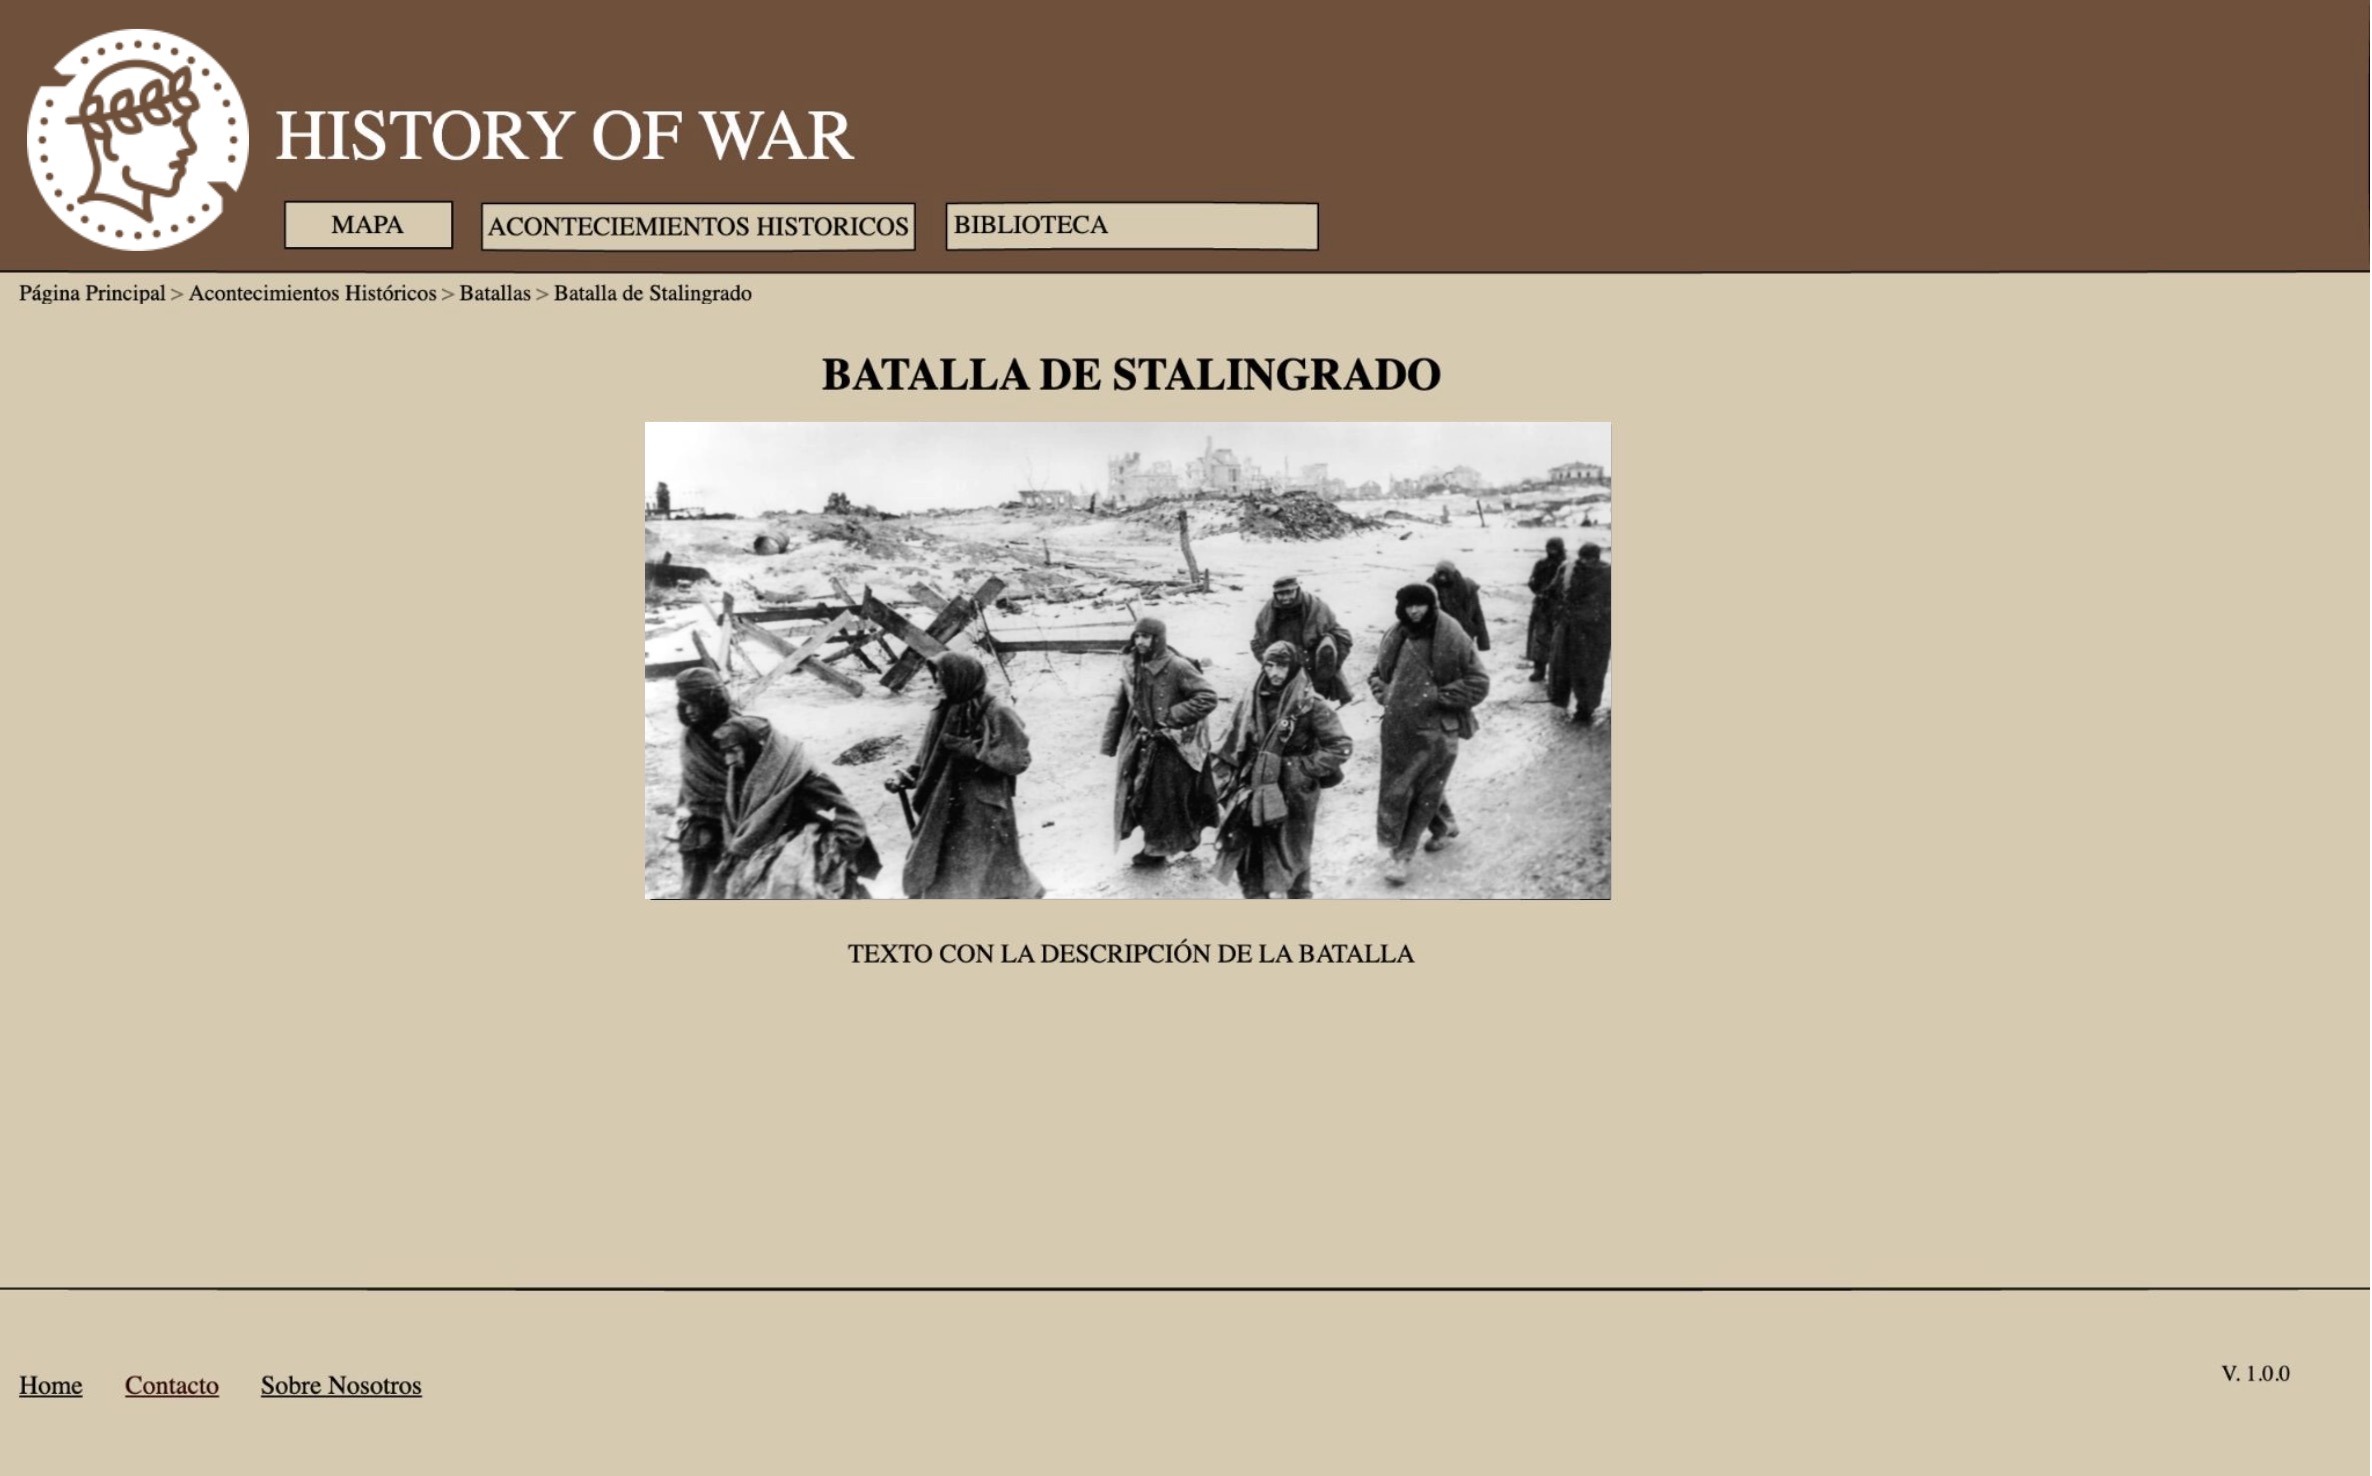 HISTORY OF WAR
MAPA
ACONTECIEMIENTOS HISTORICOS
BIBLIOTECA
Página Principal > Acontecimientos Históricos > Batallas > Batalla de Stalingrado
BATALLA DE STALINGRADO
TEXTO CON LA DESCRIPCIÓN DE LA BATALLA
Home Contacto Sobre Nosotros
V. 1.0.0